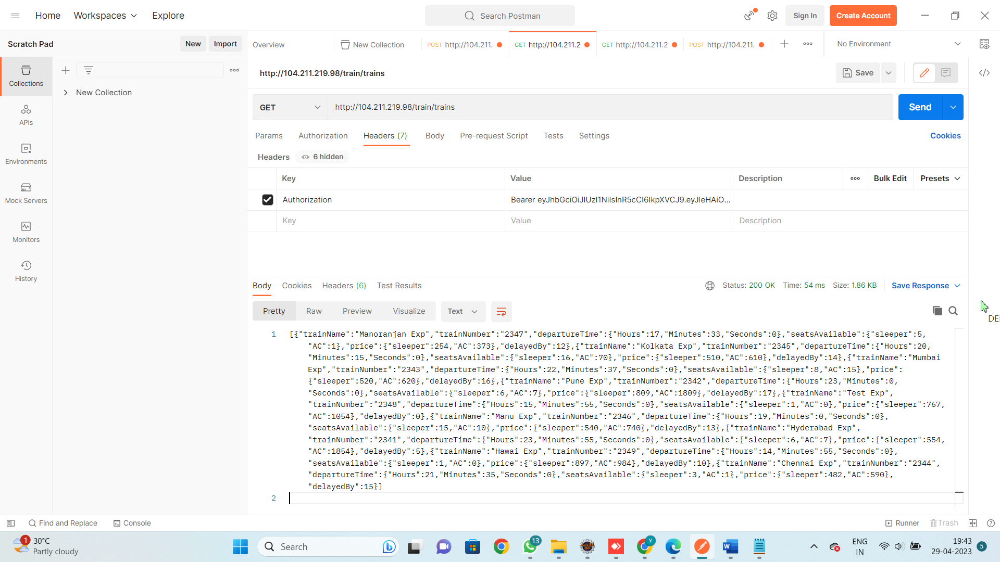 Home Workspaces Explore Search Postman Sign In Create Account
Scratch Pad New Import Overview New Collection POST http://104.211. GET http://104.211.2 GET http://104.211.2 POST http://104.211. No Environment
Collections
New Collection
APIs
Environments
Mock Servers
Monitors
History
http://104.211.219.98/train/trains Save
GET http://104.211.219.98/train/trains Send
Params Authorization Headers (7) Body Pre-request Script Tests Settings Cookies
Headers 6 hidden
Key Value Description Bulk Edit Presets
Authorization Bearer eyJhbGciOiJIUzI1NiIsInR5cCI6IkpXVCJ9.eyJleHAiO...
Key Value Description
Body Cookies Headers (6) Test Results Status: 200 OK Time: 54 ms Size: 1.86 KB Save Response
Pretty Raw Preview Visualize Text
DE
1 [{"trainName":"Manoranjan Exp","trainNumber":"2347","departureTime":{"Hours":17,"Minutes":33,"Seconds":0},"seatsAvailable":{"sleeper":5,
"AC":1},"price":{"sleeper":254,"AC":373},"delayedBy":12},{"trainName":"Kolkata Exp","trainNumber":"2345","departureTime":{"Hours":20,
"Minutes":15,"Seconds":0},"seatsAvailable":{"sleeper":16,"AC":70},"price":{"sleeper":510,"AC":610},"delayedBy":14},{"trainName":"Mumbai
Exp","trainNumber":"2343","departureTime":{"Hours":22,"Minutes":37,"Seconds":0},"seatsAvailable":{"sleeper":8,"AC":15},"price":
{"sleeper":520,"AC":620},"delayedBy":16},{"trainName":"Pune Exp","trainNumber":"2342","departureTime":{"Hours":23,"Minutes":0,
"Seconds":0},"seatsAvailable":{"sleeper":6,"AC":7},"price":{"sleeper":809,"AC":1809},"delayedBy":17},{"trainName":"Test Exp",
"trainNumber":"2348","departureTime":{"Hours":15,"Minutes":55,"Seconds":0},"seatsAvailable":{"sleeper":1,"AC":0},"price":{"sleeper":767,
"AC":1054},"delayedBy":0},{"trainName":"Manu Exp","trainNumber":"2346","departureTime":{"Hours":19,"Minutes":0,"Seconds":0},
"seatsAvailable":{"sleeper":15,"AC":10},"price":{"sleeper":540,"AC":740},"delayedBy":13},{"trainName":"Hyderabad Exp",
"trainNumber":"2341","departureTime":{"Hours":23,"Minutes":55,"Seconds":0},"seatsAvailable":{"sleeper":6,"AC":7},"price":{"sleeper":554,
"AC":1854},"delayedBy":5},{"trainName":"Hawai Exp","trainNumber":"2349","departureTime":{"Hours":14,"Minutes":55,"Seconds":0},
"seatsAvailable":{"sleeper":1,"AC":0},"price":{"sleeper":897,"AC":984},"delayedBy":10},{"trainName":"Chennai Exp","trainNumber":"2344",
"departureTime":{"Hours":21,"Minutes":35,"Seconds":0},"seatsAvailable":{"sleeper":3,"AC":1},"price":{"sleeper":482,"AC":590},
"delayedBy":15}]
2
Find and Replace Console Runner Trash
1 30°C Search 13 Y ENG 19:43 5
Partly cloudy IN 29-04-2023